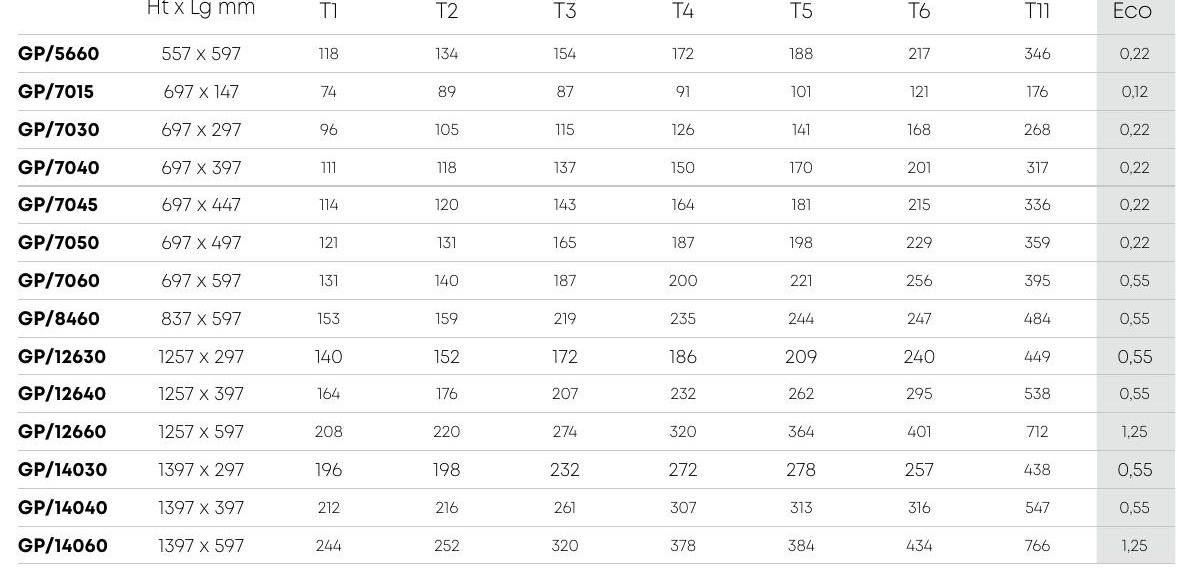 Ht x Lg mm T1 T2 T3 T4 T5 T6 T11 Eco
GP/5660 557 x 597 118 134 154 172 188 217 346 0,22
GP/7015 697 x 147 74 89 87 91 101 121 176 0,12
GP/7030 697 x 297 96 105 115 126 141 168 268 0,22
GP/7040 697 x 397 111 118 137 150 170 201 317 0,22
GP/7045 697 x 447 114 120 143 164 181 215 336 0,22
GP/7050 697 x 497 121 131 165 187 198 229 359 0,22
GP/7060 697 x 597 131 140 187 200 221 256 395 0,55
GP/8460 837 x 597 153 159 219 235 244 247 484 0,55
GP/12630 1257 x 297 140 152 172 186 209 240 449 0,55
GP/12640 1257 x 397 164 176 207 232 262 295 538 0,55
GP/12660 1257 x 597 208 220 274 320 364 401 712 1,25
GP/14030 1397 x 297 196 198 232 272 278 257 438 0,55
GP/14040 1397 x 397 212 216 261 307 313 316 547 0,55
GP/14060 1397 x 597 244 252 320 378 384 434 766 1,25